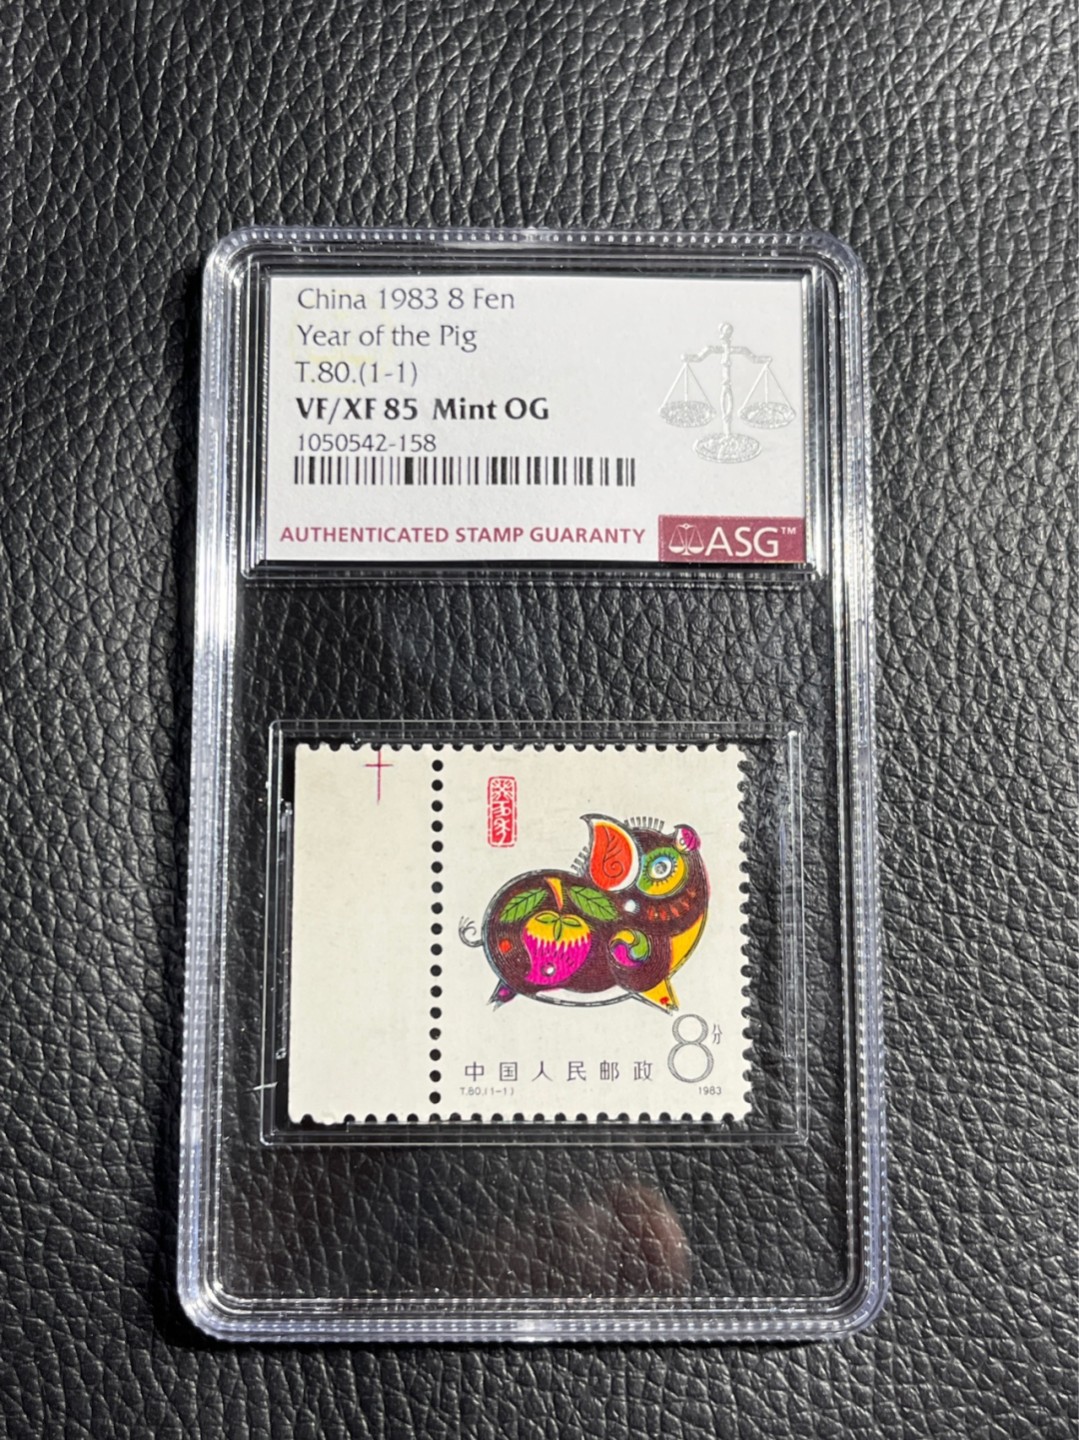 China 1983 8 Fen
Year of the Pig
T.80.(1-1)
VF/XF 85 Mint OG
1050542-158
AUTHENTICATED STAMP GUARANTY
ASG™
8分
中国人民邮政
T.80.(1-1)
1983